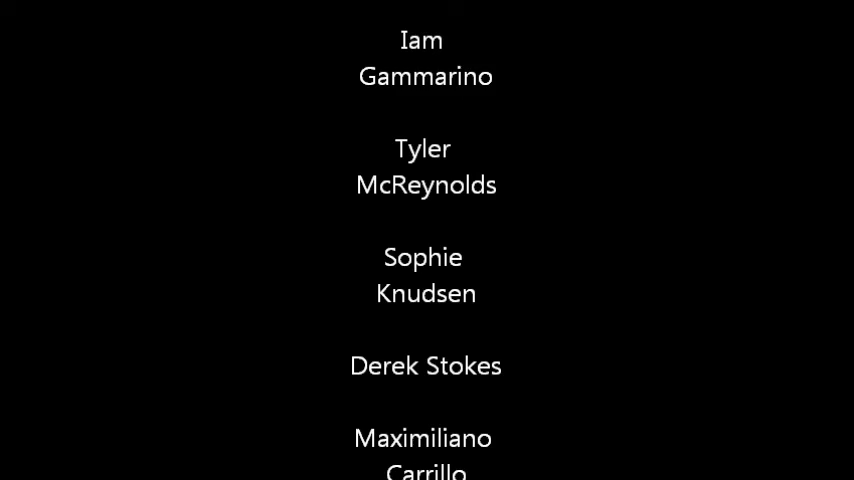 Iam
Gammarino
Tyler
McReynolds
Sophie
Knudsen
Derek Stokes
Maximiliano
Carrillo